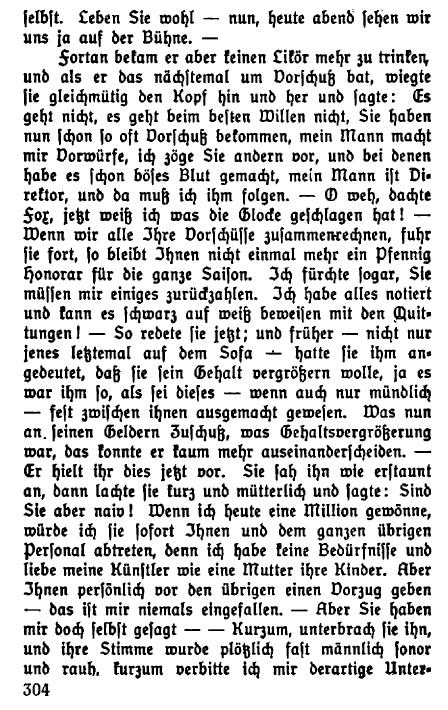 selbst. Leben Sie wohl — nun, heute abend sehen wir
uns ja auf der Bühne. —
Fortan bekam er aber keinen Likör mehr zu trinken,
und als er das nächstemal um Vorschuß bat, wiegte
sie gleichmütig den Kopf hin und her und sagte: Es
geht nicht, es geht beim besten Willen nicht, Sie haben
nun schon so oft Vorschuß bekommen, mein Mann macht
mir Vorwürfe, ich zöge Sie andern vor, und bei denen
habe es schon böses Blut gemacht, mein Mann ist Di-
rektor, und da muß ich ihm folgen. — O weh, dachte
Fox, jetzt weiß ich was die Glocke geschlagen hat! —
Wenn wir alle Ihre Vorschüsse zusammenrechnen, fuhr
sie fort, so bleibt Ihnen nicht einmal mehr ein Pfennig
Honorar für die ganze Saison. Ich fürchte sogar, Sie
müssen mir einiges zurückzahlen. Ich habe alles notiert
und kann es schwarz auf weiß beweisen mit den Quit-
tungen! — So redete sie jetzt; und früher — nicht nur
jenes letztemal auf dem Sofa — hatte sie ihm an-
gedeutet, daß sie sein Gehalt vergrößern wolle, ja es
war ihm so, als sei dieses — wenn auch nur mündlich
— fest zwischen ihnen ausgemacht gewesen. Was nun
an seinen Geldern Zuschuß, was Gehaltsvergrößerung
war, das konnte er kaum mehr auseinanderscheiden. —
Er hielt ihr dies jetzt vor. Sie sah ihn wie erstaunt
an, dann lachte sie kurz und mütterlich und sagte: Sind
Sie aber naiv! Wenn ich heute eine Million gewönne,
würde ich sie sofort Ihnen und dem ganzen übrigen
Personal abtreten, denn ich habe keine Bedürfnisse und
liebe meine Künstler wie eine Mutter ihre Kinder. Aber
Ihnen persönlich vor den übrigen einen Vorzug geben
— das ist mir niemals eingefallen. — Aber Sie haben
mir doch selbst gesagt — — Kurzum, unterbrach sie ihn,
und ihre Stimme wurde plötzlich fast männlich sonor
und rauh, kurzum verbitte ich mir derartige Unter-
304